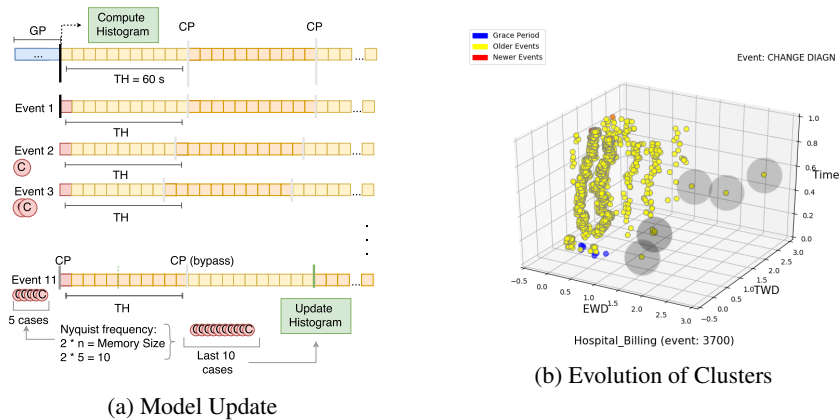 GP
Compute
Histogram
CP
CP
...
...
TH = 60 s
Event 1
...
TH
Event 2
...
C
TH
Event 3
...
C
TH
CP
CP (bypass)
Event 11
...
CCCCC
TH
5 cases
Nyquist frequency:
2 * n = Memory Size
2 * 5 = 10
CCCCCCCCCC
Last 10
cases
Update
Histogram
(a) Model Update
Grace Period
Older Events
Newer Events
Event: CHANGE DIAGN
1.0
0.8
0.6
0.4
0.2
0.0
Time
−0.5
0.0
0.5
1.0
1.5
2.0
2.5
3.0
EWD
−0.5
0.0
0.5
1.0
1.5
2.0
2.5
3.0
TWD
Hospital_Billing (event: 3700)
(b) Evolution of Clusters